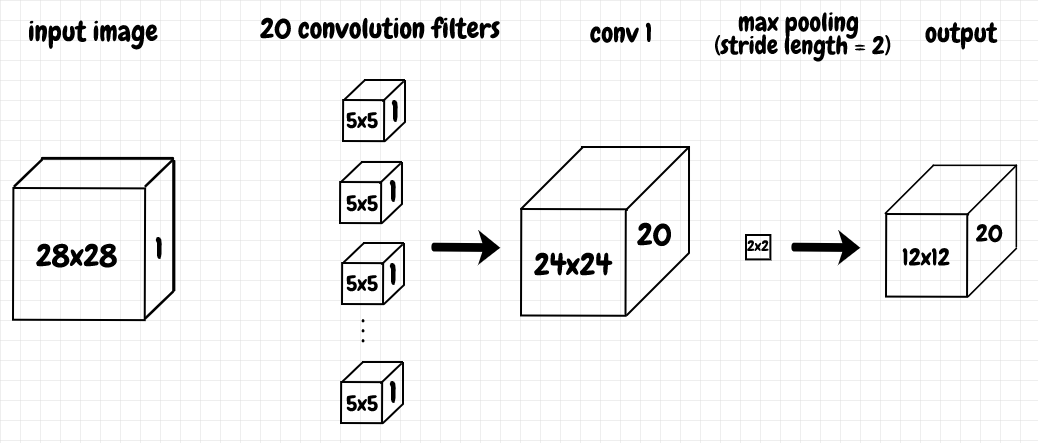 input image
20 convolution filters
conv 1
max pooling
(stride length = 2)
output
28x28
1
5x5
1
5x5
1
5x5
1
5x5
1
24x24
20
2x2
12x12
20